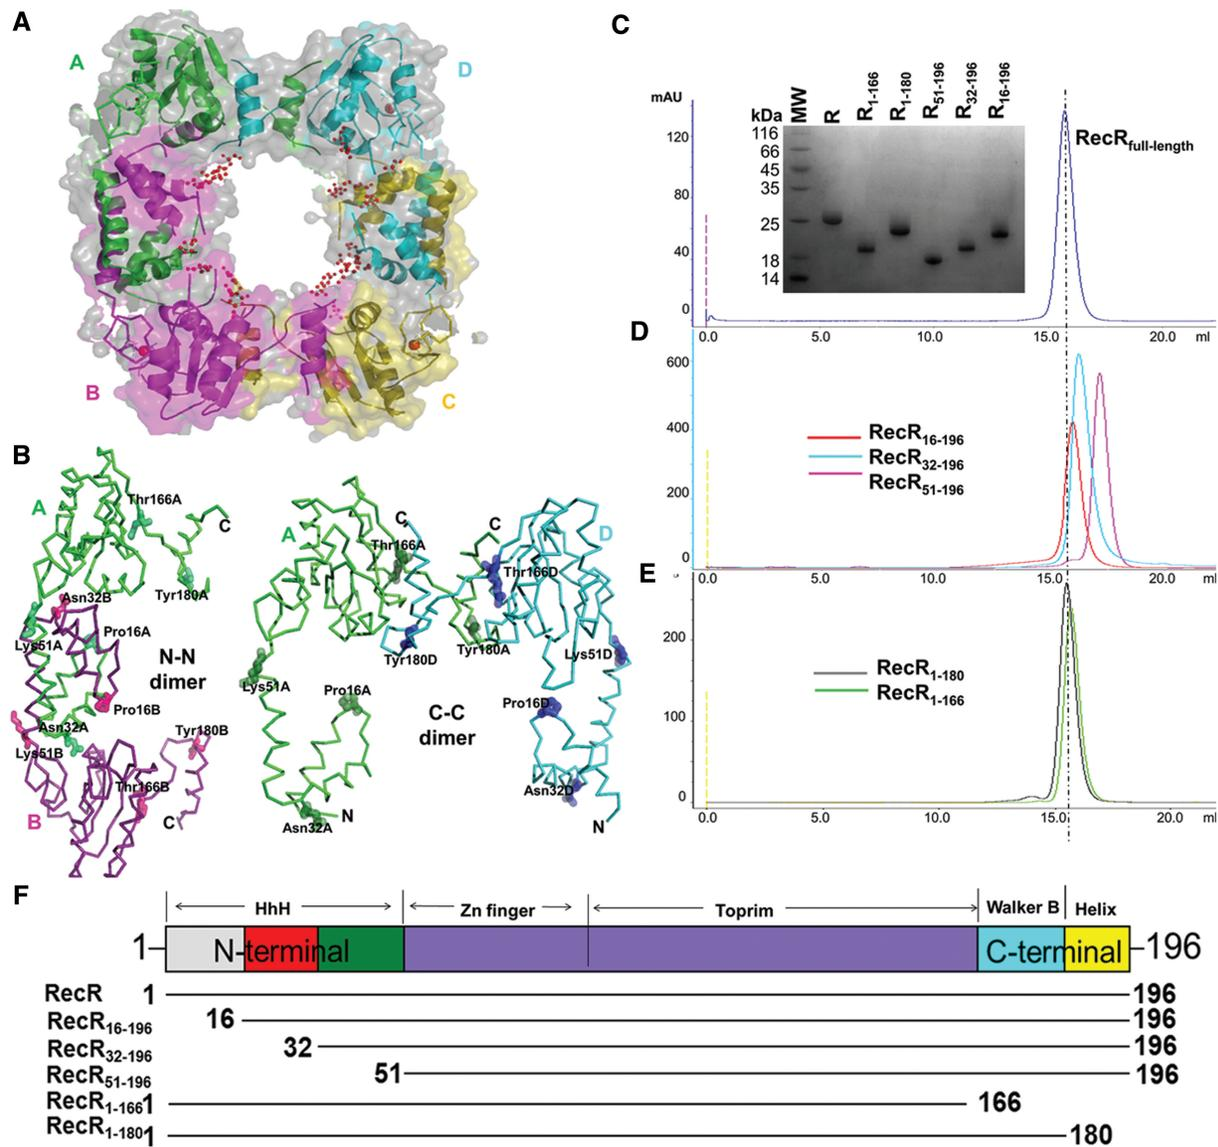 A
A
D
B
C
B
A
Thr166A
C
Tyr180A
Asn32B
Lys51A
Pro16A
N-N
dimer
Pro16B
Asn32A
Lys51B
Tyr180B
Thr166B
B
C
A
C
Thr166A
C
D
Thr166D
Tyr180D
Tyr180A
Lys51D
Lys51A
Pro16A
Pro16D
C-C
dimer
Asn32D
N
Asn32A
N
C
mAU
120
80
40
0
kDa
MW
R
R1-166
R1-180
R51-196
R32-196
R16-196
116
66
45
35
25
18
14
RecRfull-length
0.0 5.0 10.0 15.0 20.0 ml
D
600
400
200
0
RecR16-196
RecR32-196
RecR51-196
0.0 5.0 10.0 15.0 20.0 ml
E
200
100
0
RecR1-180
RecR1-166
0.0 5.0 10.0 15.0 20.0 ml
F
HhH Zn finger Toprim Walker B Helix
1 N-terminal C-terminal 196
RecR 1 196
RecR16-196 16 196
RecR32-196 32 196
RecR51-196 51 196
RecR1-166 1 166
RecR1-180 1 180